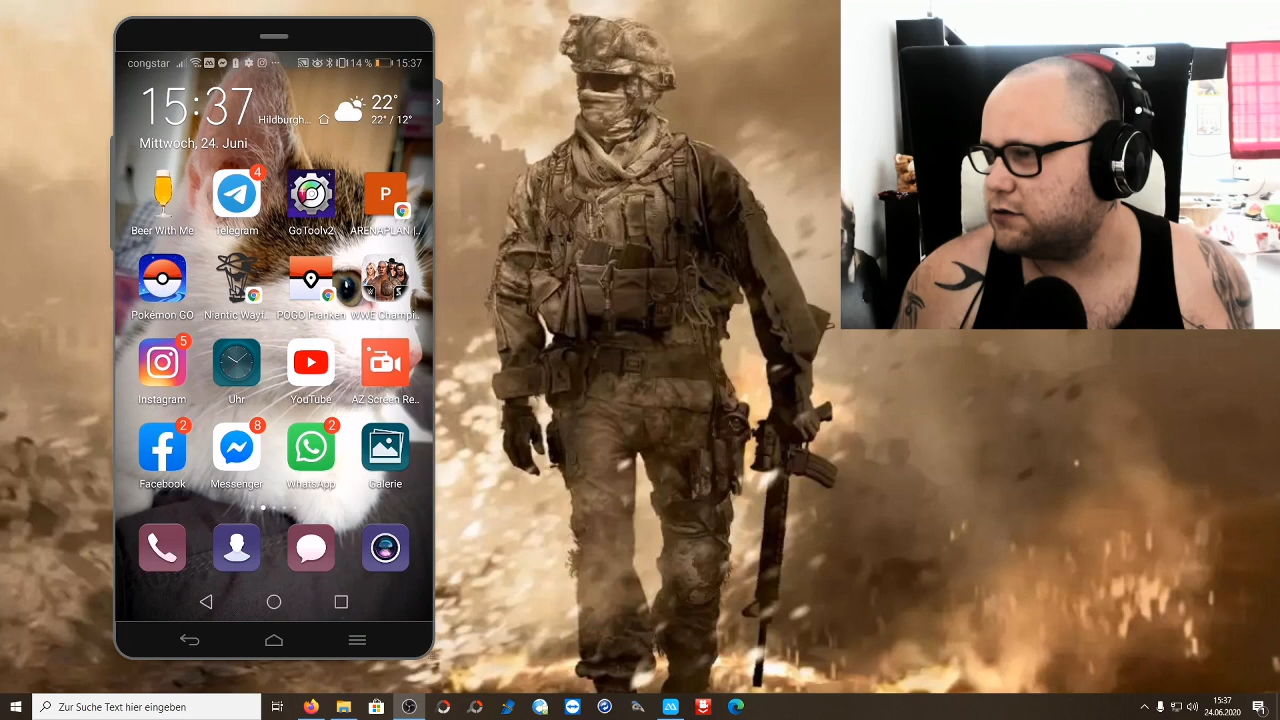 congstar
14 %
15:37
15:37
Hildburgh...
22°
22° / 12°
Mittwoch, 24. Juni
4
P
Beer With Me
Telegram
GoToolv2
ARENAPLAN |..
Pokémon GO
Niantic Wayf..
POGO Franken
WWE Champi..
5
Instagram
Uhr
YouTube
AZ Screen Re..
2
8
2
Facebook
Messenger
WhatsApp
Galerie
Zur Suche Text hier eingeben
15:37
24.06.2020